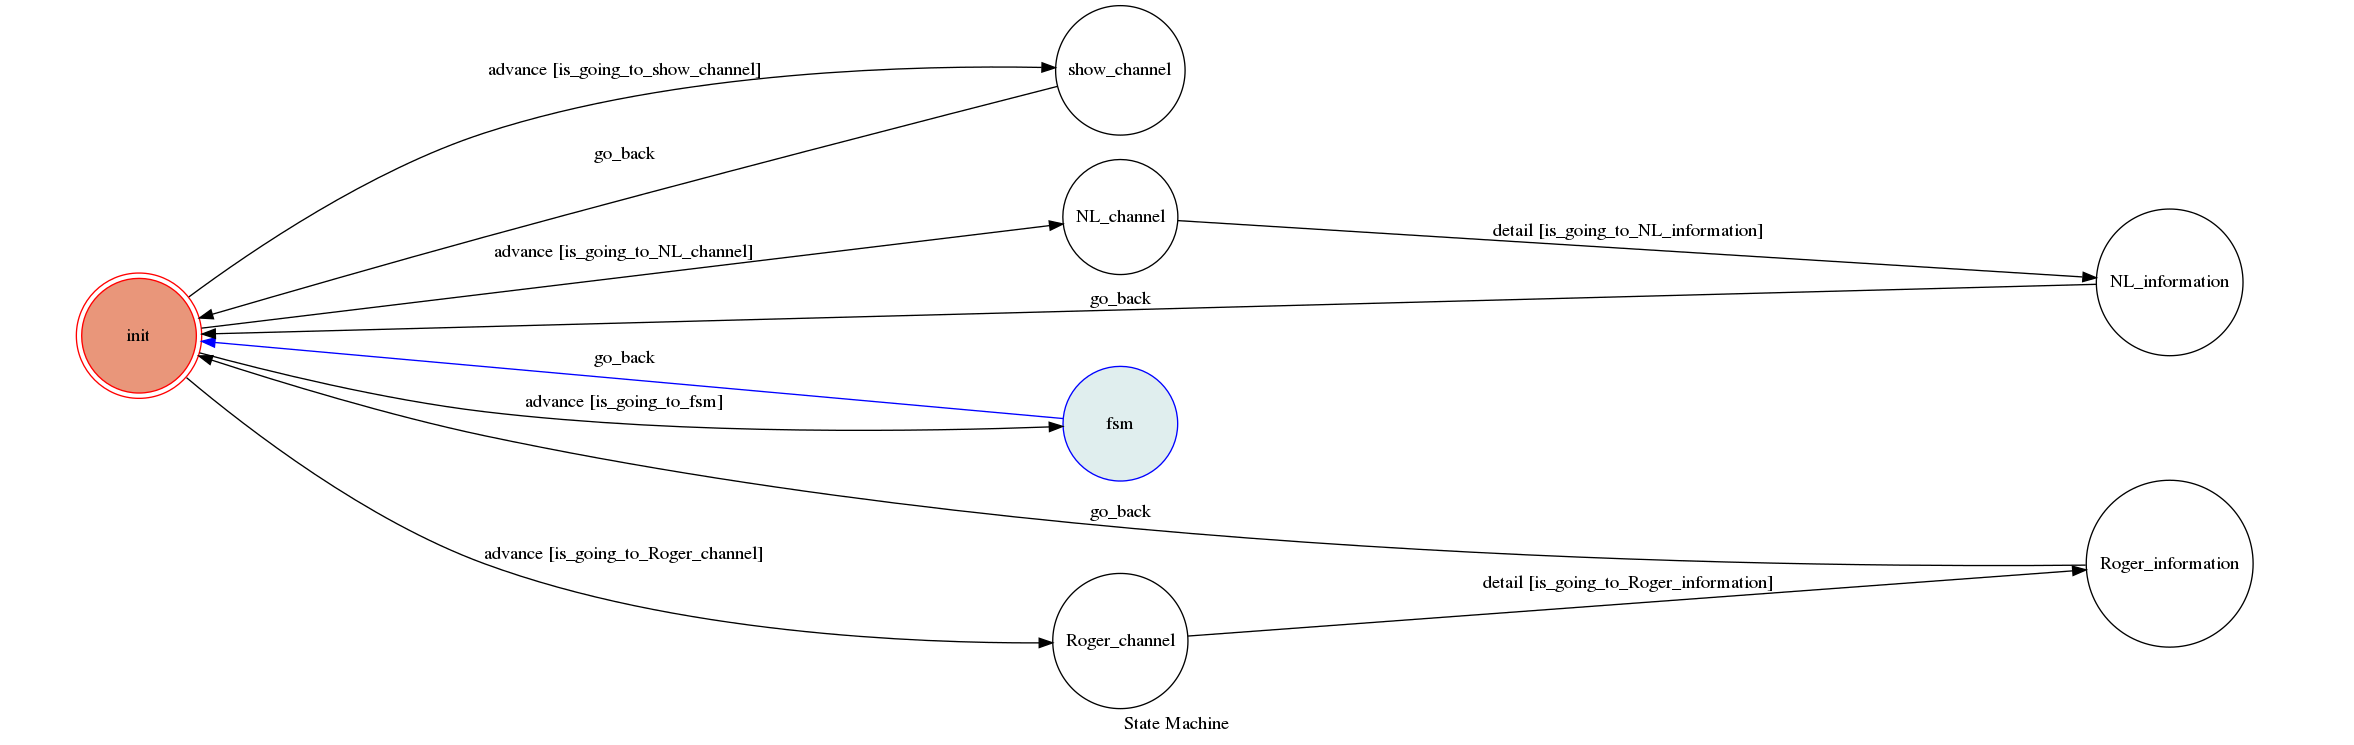 advance [is_going_to_show_channel]
show_channel
go_back
NL_channel
advance [is_going_to_NL_channel]
detail [is_going_to_NL_information]
NL_information
go_back
init
go_back
advance [is_going_to_fsm]
fsm
go_back
advance [is_going_to_Roger_channel]
Roger_information
detail [is_going_to_Roger_information]
Roger_channel
State Machine